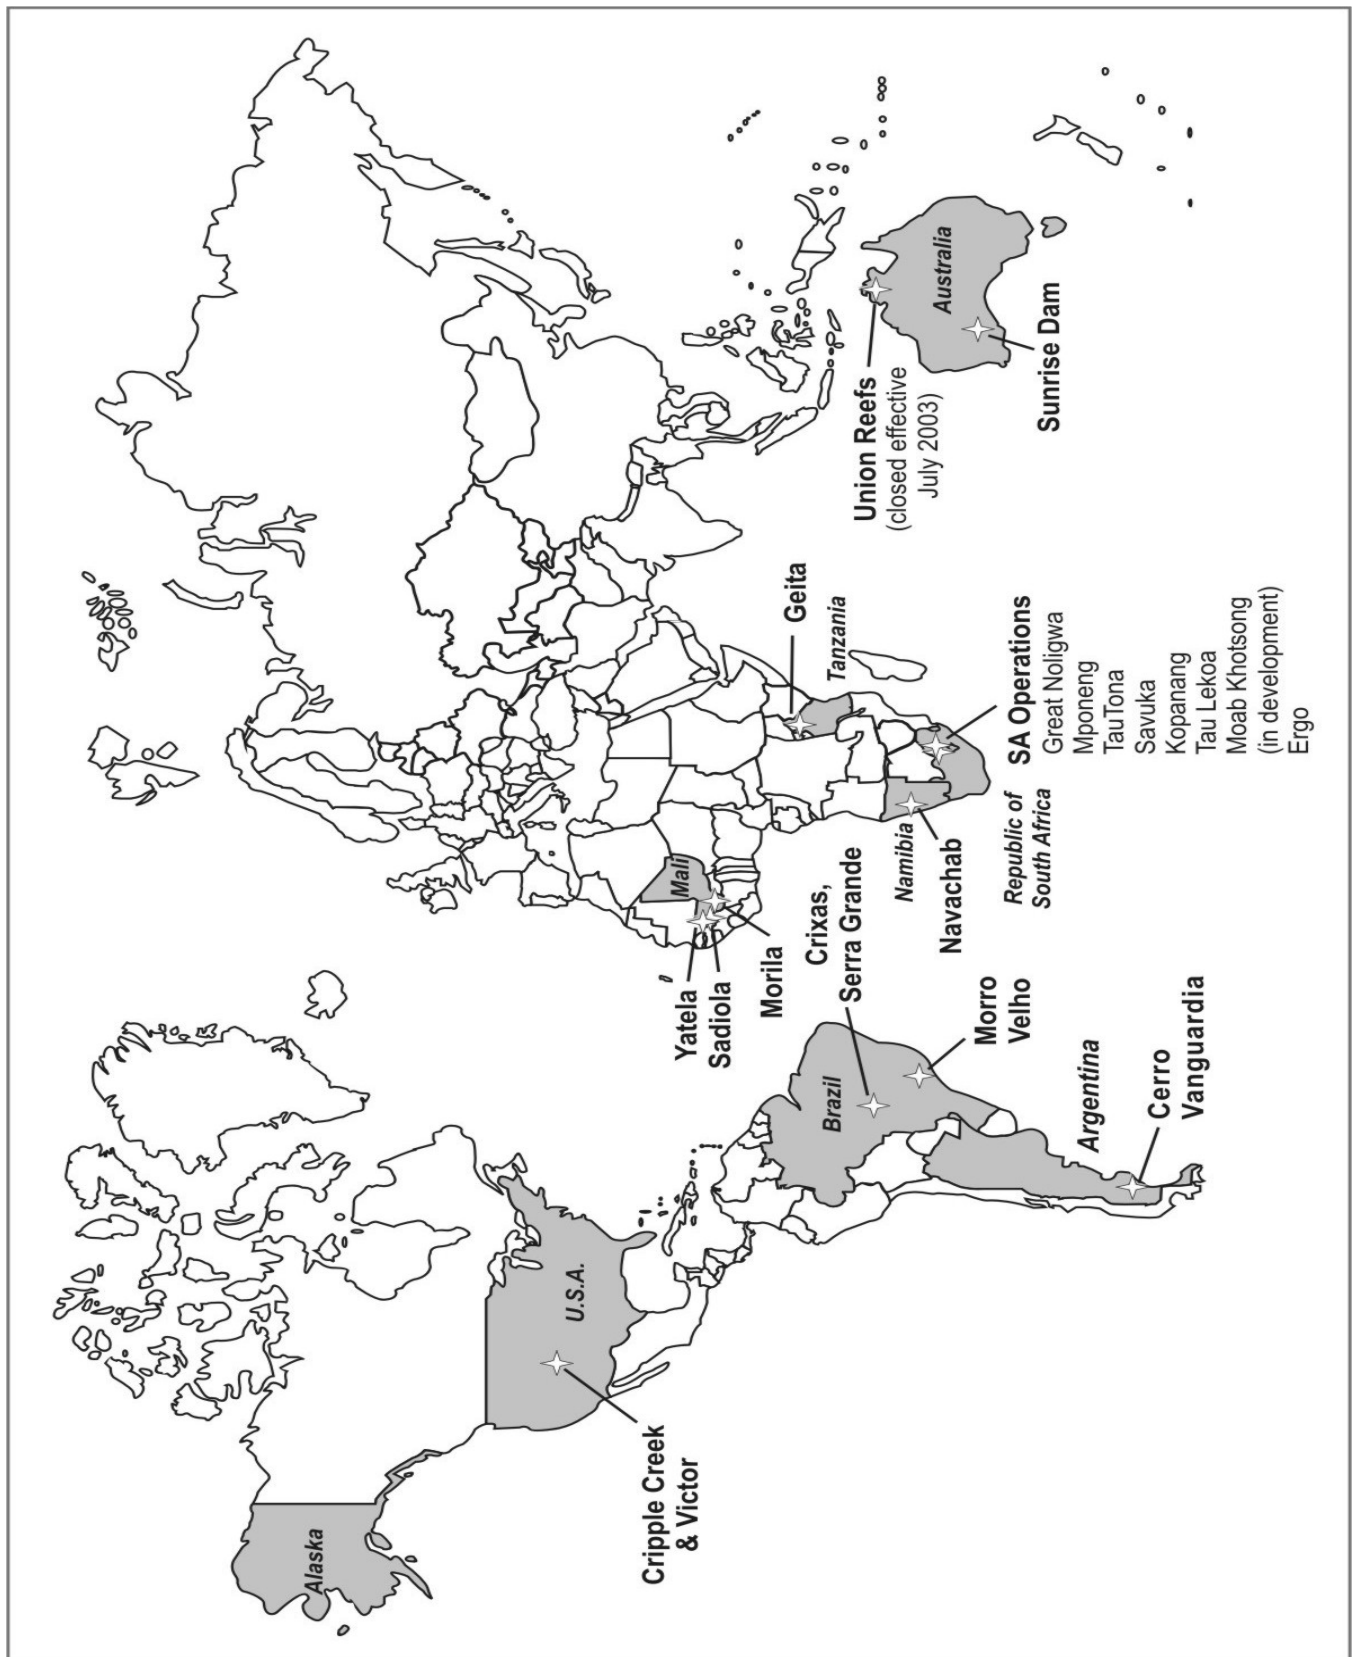 Alaska
U.S.A.
Cripple Creek
& Victor
Brazil
Crixas,
Serra Grande
Morro
Velho
Argentina
Cerro
Vanguardia
Mali
Yatela
Sadiola
Morila
Namibia
Navachab
Republic of
South Africa
Geita
Tanzania
SA Operations
Great Noligwa
Mponeng
TauTona
Savuka
Kopanang
Tau Lekoa
Moab Khotsong
(in development)
Ergo
Union Reefs
(closed effective
July 2003)
Australia
Sunrise Dam